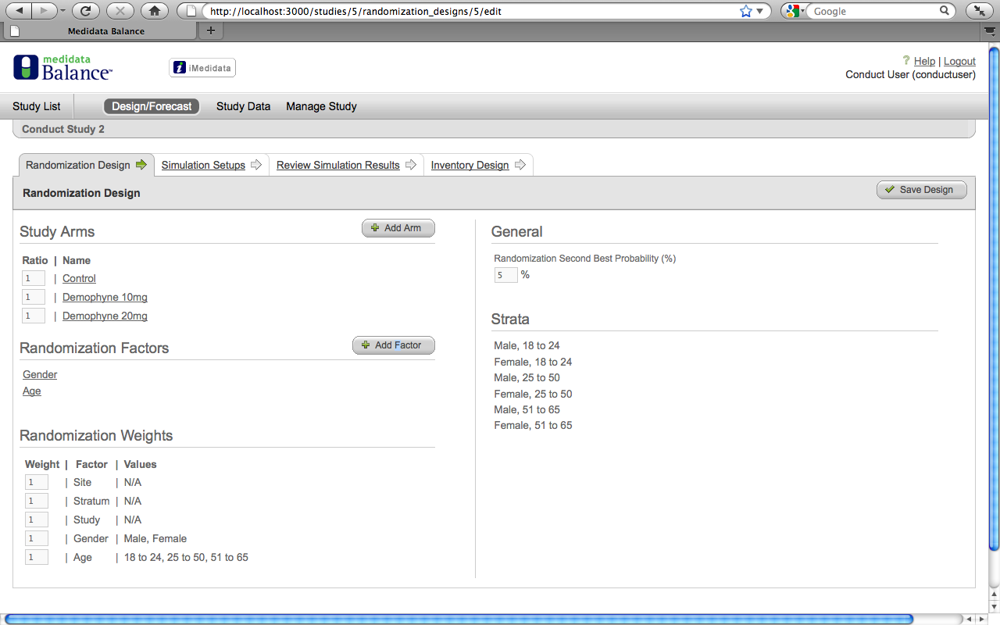 http://localhost:3000/studies/5/randomization_designs/5/edit
Google
Medidata Balance
medidata
Balance™
iMedidata
? Help | Logout
Conduct User (conductuser)
Study List
Design/Forecast
Study Data
Manage Study
Conduct Study 2
Randomization Design
Simulation Setups
Review Simulation Results
Inventory Design
Randomization Design
Save Design
Study Arms
Add Arm
Ratio | Name
1 | Control
1 | Demophyne 10mg
1 | Demophyne 20mg
Randomization Factors
Add Factor
Gender
Age
Randomization Weights
Weight | Factor | Values
1 | Site | N/A
1 | Stratum | N/A
1 | Study | N/A
1 | Gender | Male, Female
1 | Age | 18 to 24, 25 to 50, 51 to 65
General
Randomization Second Best Probability (%)
5 %
Strata
Male, 18 to 24
Female, 18 to 24
Male, 25 to 50
Female, 25 to 50
Male, 51 to 65
Female, 51 to 65